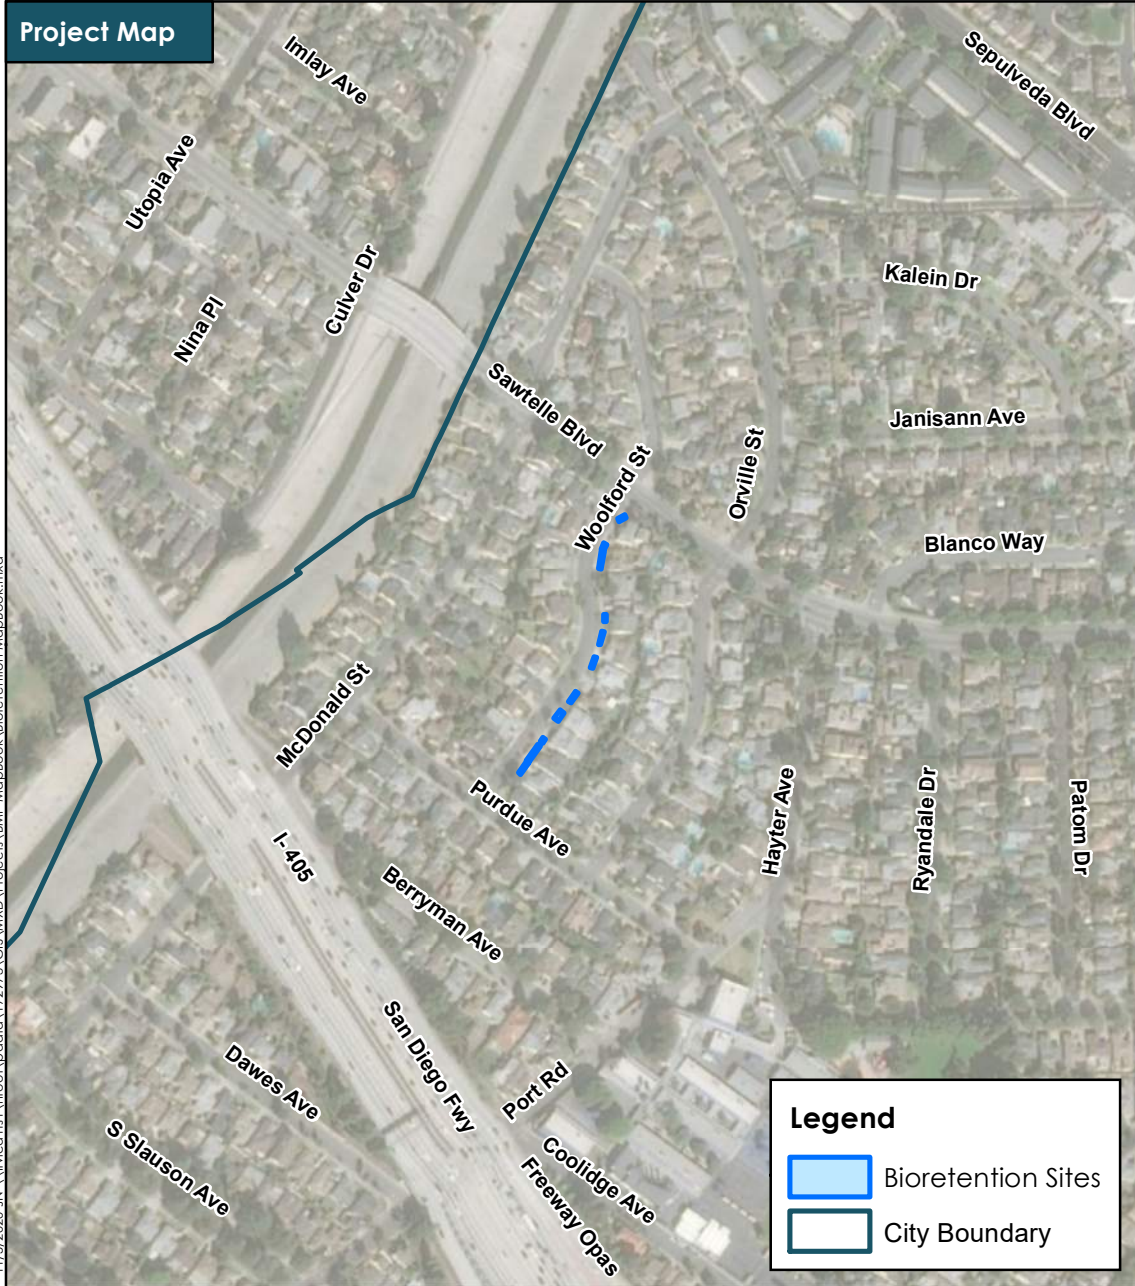 Project Map
Imlay Ave
Sepulveda Blvd
Utopia Ave
Culver Dr
Kalein Dr
Nina Pl
Sawtelle Blvd
Janisann Ave
Woolford St
Orville St
Blanco Way
McDonald St
Purdue Ave
Hayter Ave
Ryandale Dr
Patom Dr
I-405
Berryman Ave
San Diego Fwy
Dawes Ave
Port Rd
S Slauson Ave
Coolidge Ave
Freeway Opas
Legend
Bioretention Sites
City Boundary